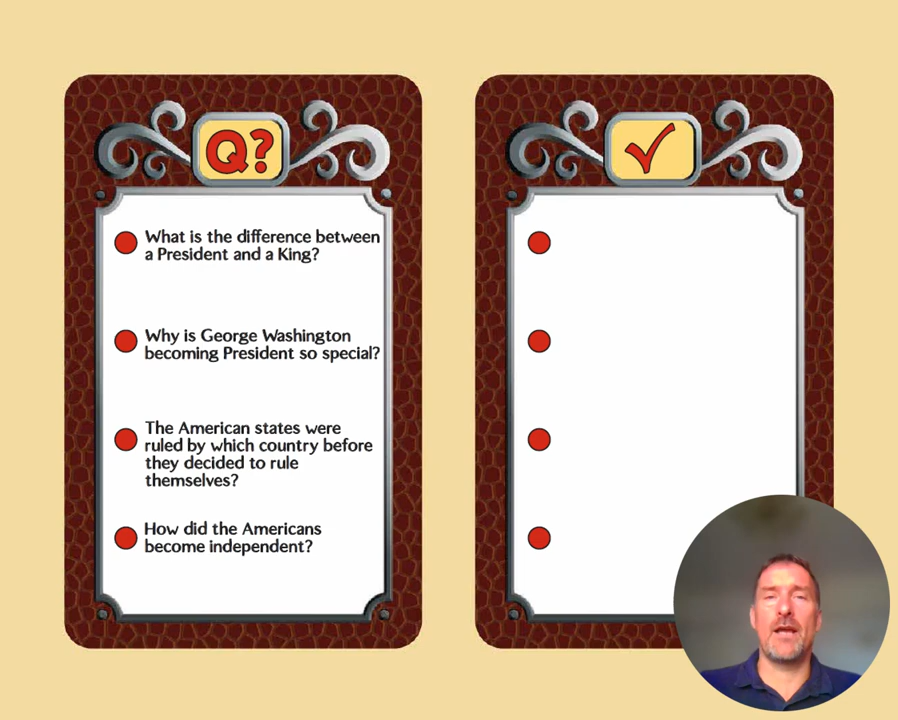 Q?
What is the difference between
a President and a King?
Why is George Washington
becoming President so special?
The American states were
ruled by which country before
they decided to rule
themselves?
How did the Americans
become independent?